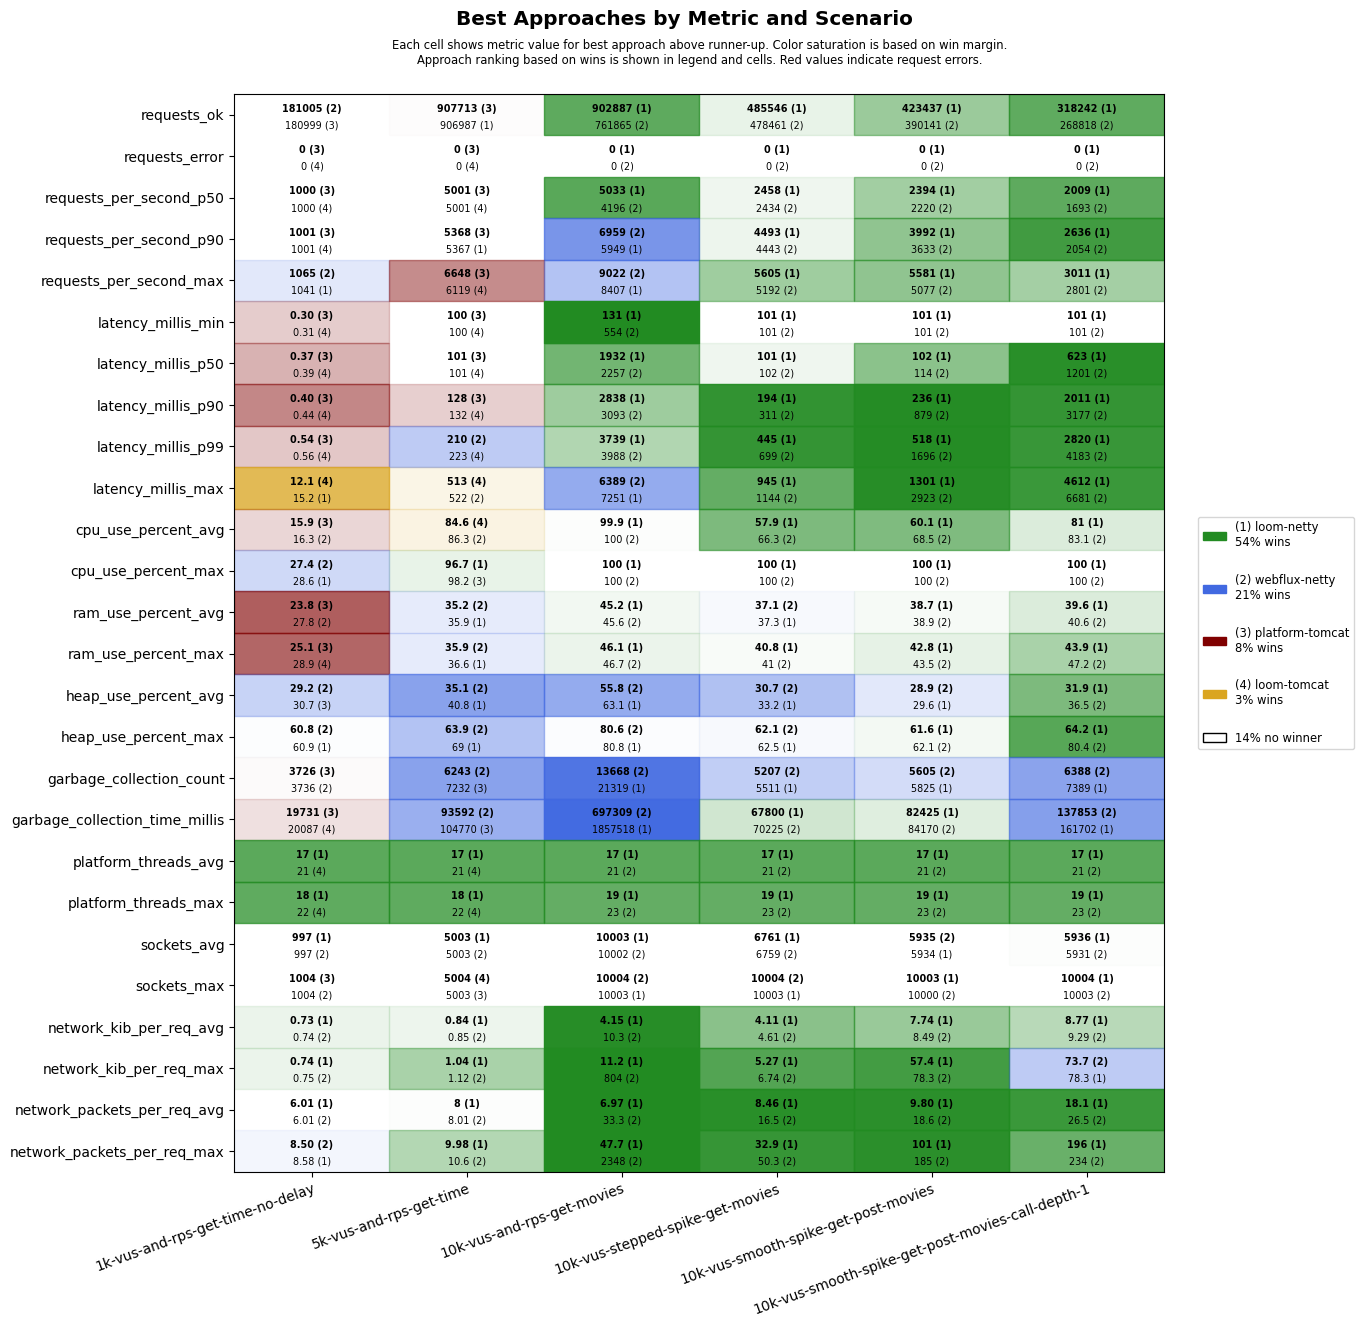 Best Approaches by Metric and Scenario
Each cell shows metric value for best approach above runner-up. Color saturation is based on win margin.
Approach ranking based on wins is shown in legend and cells. Red values indicate request errors.
requests_ok
181005 (2) 907713 (3) 902887 (1) 485546 (1) 423437 (1) 318242 (1)
180999 (3) 906987 (1) 761865 (2) 478461 (2) 390141 (2) 268818 (2)
requests_error
0 (3) 0 (3) 0 (1) 0 (1) 0 (1) 0 (1)
0 (4) 0 (4) 0 (2) 0 (2) 0 (2) 0 (2)
requests_per_second_p50
1000 (3) 5001 (3) 5033 (1) 2458 (1) 2394 (1) 2009 (1)
1000 (4) 5001 (4) 4196 (2) 2434 (2) 2220 (2) 1693 (2)
requests_per_second_p90
1001 (3) 5368 (3) 6959 (2) 4493 (1) 3992 (1) 2636 (1)
1001 (4) 5367 (1) 5949 (1) 4443 (2) 3633 (2) 2054 (2)
requests_per_second_max
1065 (2) 6648 (3) 9022 (2) 5605 (1) 5581 (1) 3011 (1)
1041 (1) 6119 (4) 8407 (1) 5192 (2) 5077 (2) 2801 (2)
latency_millis_min
0.30 (3) 100 (3) 131 (1) 101 (1) 101 (1) 101 (1)
0.31 (4) 100 (4) 554 (2) 101 (2) 101 (2) 101 (2)
latency_millis_p50
0.37 (3) 101 (3) 1932 (1) 101 (1) 102 (1) 623 (1)
0.39 (4) 101 (4) 2257 (2) 102 (2) 114 (2) 1201 (2)
latency_millis_p90
0.40 (3) 128 (3) 2838 (1) 194 (1) 236 (1) 2011 (1)
0.44 (4) 132 (4) 3093 (2) 311 (2) 879 (2) 3177 (2)
latency_millis_p99
0.54 (3) 210 (2) 3739 (1) 445 (1) 518 (1) 2820 (1)
0.56 (4) 223 (4) 3988 (2) 699 (2) 1696 (2) 4183 (2)
latency_millis_max
12.1 (4) 513 (4) 6389 (2) 945 (1) 1301 (1) 4612 (1)
15.2 (1) 522 (2) 7251 (1) 1144 (2) 2923 (2) 6681 (2)
cpu_use_percent_avg
15.9 (3) 84.6 (4) 99.9 (1) 57.9 (1) 60.1 (1) 81 (1)
16.3 (2) 86.3 (2) 100 (2) 66.3 (2) 68.5 (2) 83.1 (2)
cpu_use_percent_max
27.4 (2) 96.7 (1) 100 (1) 100 (1) 100 (1) 100 (1)
28.6 (1) 98.2 (3) 100 (2) 100 (2) 100 (2) 100 (2)
ram_use_percent_avg
23.8 (3) 35.2 (2) 45.2 (1) 37.1 (2) 38.7 (1) 39.6 (1)
27.8 (2) 35.9 (1) 45.6 (2) 37.3 (1) 38.9 (2) 40.6 (2)
ram_use_percent_max
25.1 (3) 35.9 (2) 46.1 (1) 40.8 (1) 42.8 (1) 43.9 (1)
28.9 (4) 36.6 (1) 46.7 (2) 41 (2) 43.5 (2) 47.2 (2)
heap_use_percent_avg
29.2 (2) 35.1 (2) 55.8 (2) 30.7 (2) 28.9 (2) 31.9 (1)
30.7 (3) 40.8 (1) 63.1 (1) 33.2 (1) 29.6 (1) 36.5 (2)
heap_use_percent_max
60.8 (2) 63.9 (2) 80.6 (2) 62.1 (2) 61.6 (1) 64.2 (1)
60.9 (1) 69 (1) 80.8 (1) 62.5 (1) 62.1 (2) 80.4 (2)
garbage_collection_count
3726 (3) 6243 (2) 13668 (2) 5207 (2) 5605 (2) 6388 (2)
3736 (2) 7232 (3) 21319 (1) 5511 (1) 5825 (1) 7389 (1)
garbage_collection_time_millis
19731 (3) 93592 (2) 697309 (2) 67800 (1) 82425 (1) 137853 (2)
20087 (4) 104770 (3) 1857518 (1) 70225 (2) 84170 (2) 161702 (1)
platform_threads_avg
17 (1) 17 (1) 17 (1) 17 (1) 17 (1) 17 (1)
21 (4) 21 (4) 21 (2) 21 (2) 21 (2) 21 (2)
platform_threads_max
18 (1) 18 (1) 19 (1) 19 (1) 19 (1) 19 (1)
22 (4) 22 (4) 23 (2) 23 (2) 23 (2) 23 (2)
sockets_avg
997 (1) 5003 (1) 10003 (1) 6761 (1) 5935 (2) 5936 (1)
997 (2) 5003 (2) 10002 (2) 6759 (2) 5934 (1) 5931 (2)
sockets_max
1004 (3) 5004 (4) 10004 (2) 10004 (2) 10003 (1) 10004 (1)
1004 (2) 5003 (3) 10003 (1) 10003 (1) 10000 (2) 10003 (2)
network_kib_per_req_avg
0.73 (1) 0.84 (1) 4.15 (1) 4.11 (1) 7.74 (1) 8.77 (1)
0.74 (2) 0.85 (2) 10.3 (2) 4.61 (2) 8.49 (2) 9.29 (2)
network_kib_per_req_max
0.74 (1) 1.04 (1) 11.2 (1) 5.27 (1) 57.4 (1) 73.7 (2)
0.75 (2) 1.12 (2) 804 (2) 6.74 (2) 78.3 (2) 78.3 (1)
network_packets_per_req_avg
6.01 (1) 8 (1) 6.97 (1) 8.46 (1) 9.80 (1) 18.1 (1)
6.01 (2) 8.01 (2) 33.3 (2) 16.5 (2) 18.6 (2) 26.5 (2)
network_packets_per_req_max
8.50 (2) 9.98 (1) 47.7 (1) 32.9 (1) 101 (1) 196 (1)
8.58 (1) 10.6 (2) 2348 (2) 50.3 (2) 185 (2) 234 (2)
1k-vus-and-rps-get-time-no-delay
5k-vus-and-rps-get-time
10k-vus-and-rps-get-movies
10k-vus-stepped-spike-get-movies
10k-vus-smooth-spike-get-post-movies
10k-vus-smooth-spike-get-post-movies-call-depth-1
(1) loom-netty
54% wins
(2) webflux-netty
21% wins
(3) platform-tomcat
8% wins
(4) loom-tomcat
3% wins
14% no winner